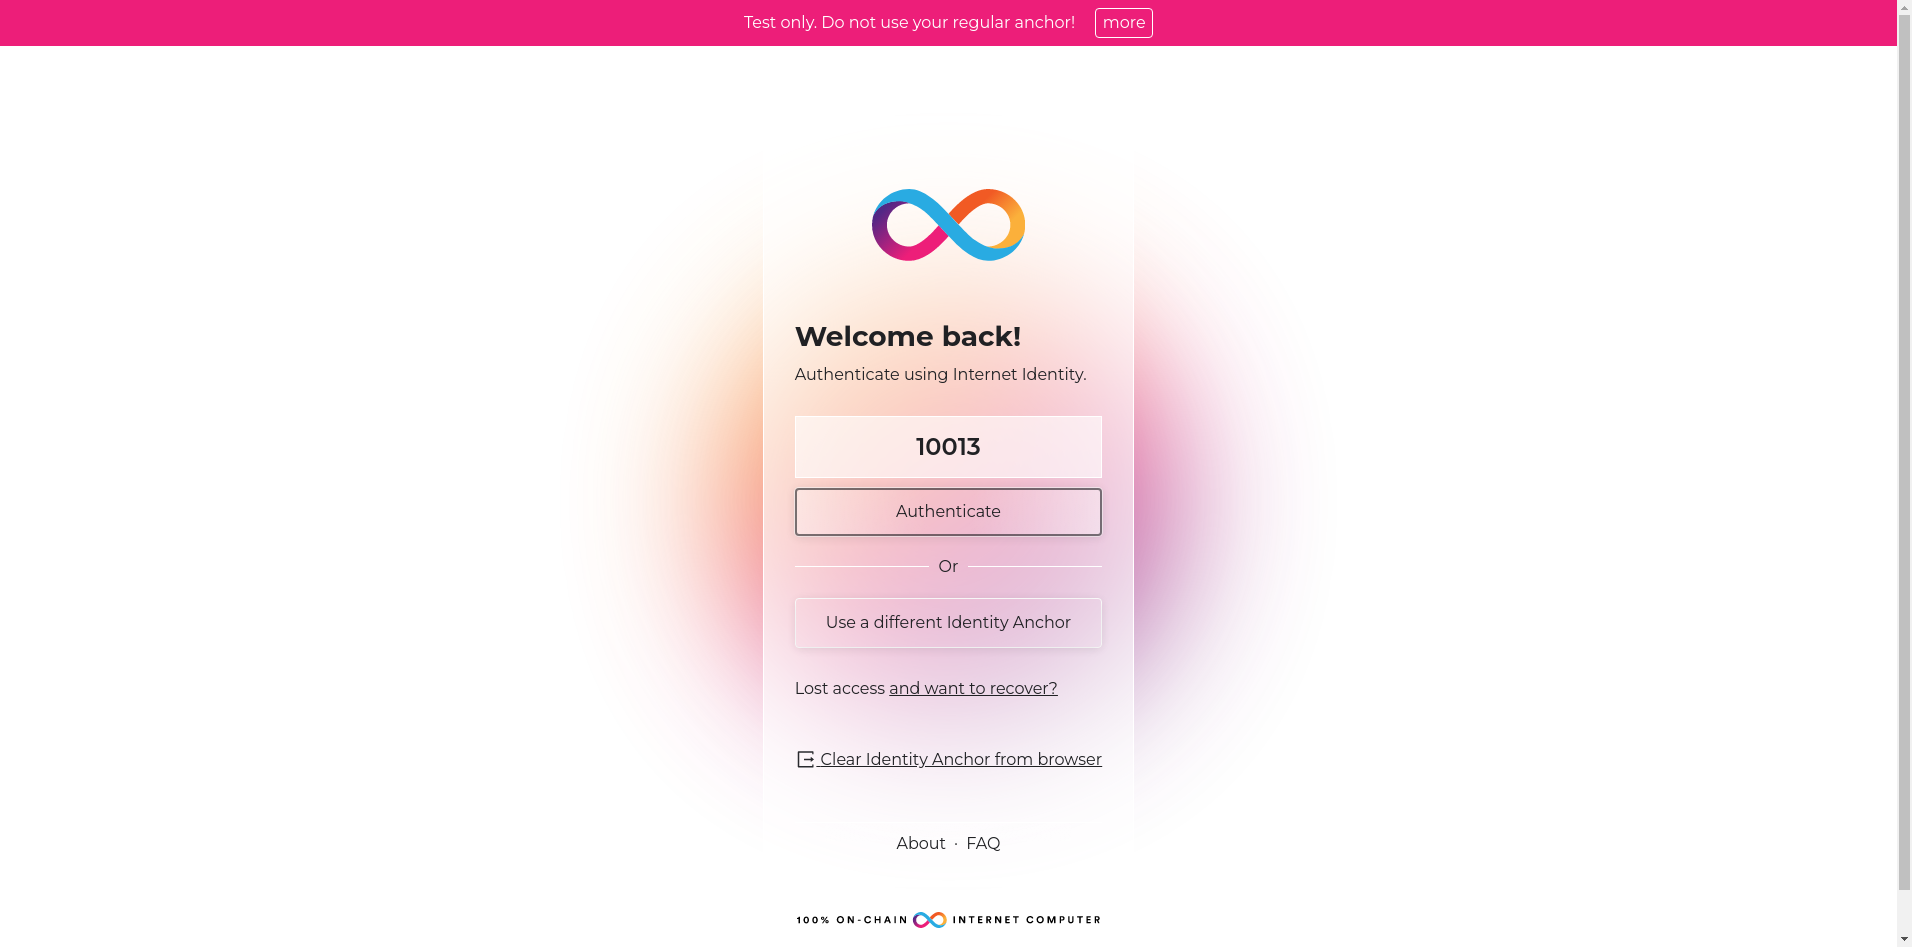 Test only. Do not use your regular anchor! more
Welcome back!
Authenticate using Internet Identity.
10013
Authenticate
Or
Use a different Identity Anchor
Lost access and want to recover?
Clear Identity Anchor from browser
About · FAQ
100% ON-CHAIN INTERNET COMPUTER